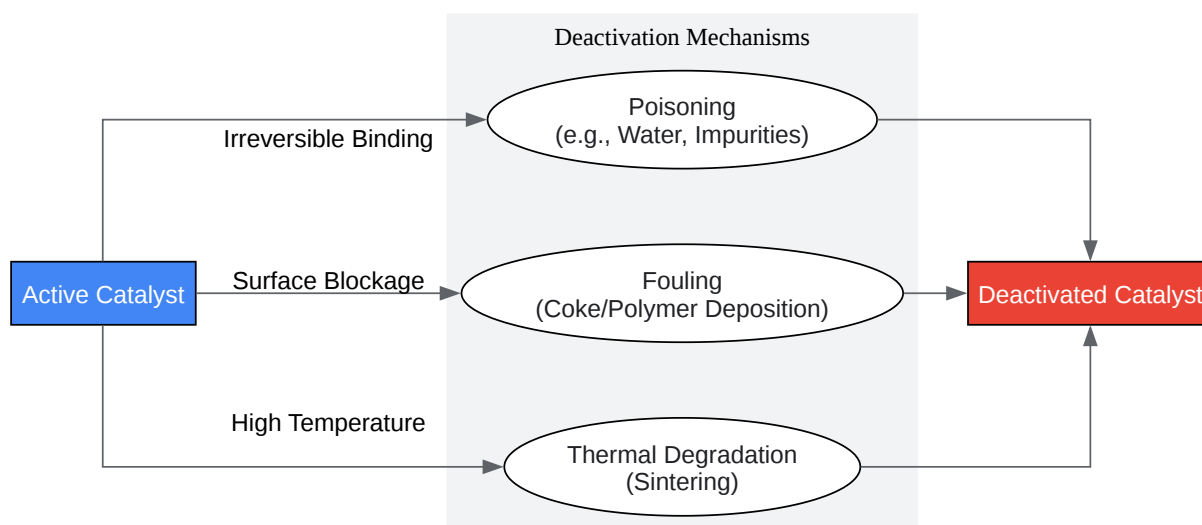 Deactivation Mechanisms
Poisoning
(e.g., Water, Impurities)
Irreversible Binding
Active Catalyst
Surface Blockage
Fouling
(Coke/Polymer Deposition)
Deactivated Catalyst
High Temperature
Thermal Degradation
(Sintering)